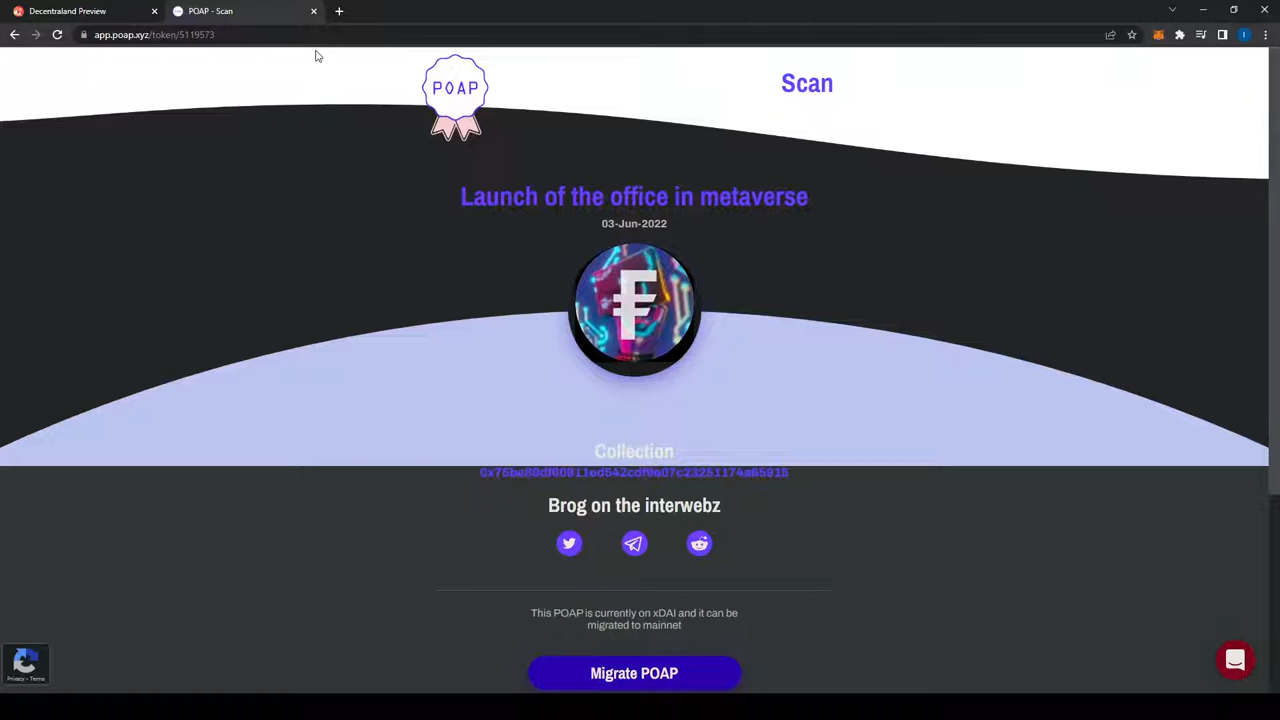 Decentraland Preview
POAP - Scan
app.poap.xyz/token/5119573
POAP
Scan
Launch of the office in metaverse
03-Jun-2022
Collection
Brog on the interwebz
This POAP is currently on xDAI and it can be
migrated to mainnet
Migrate POAP
Privacy - Terms